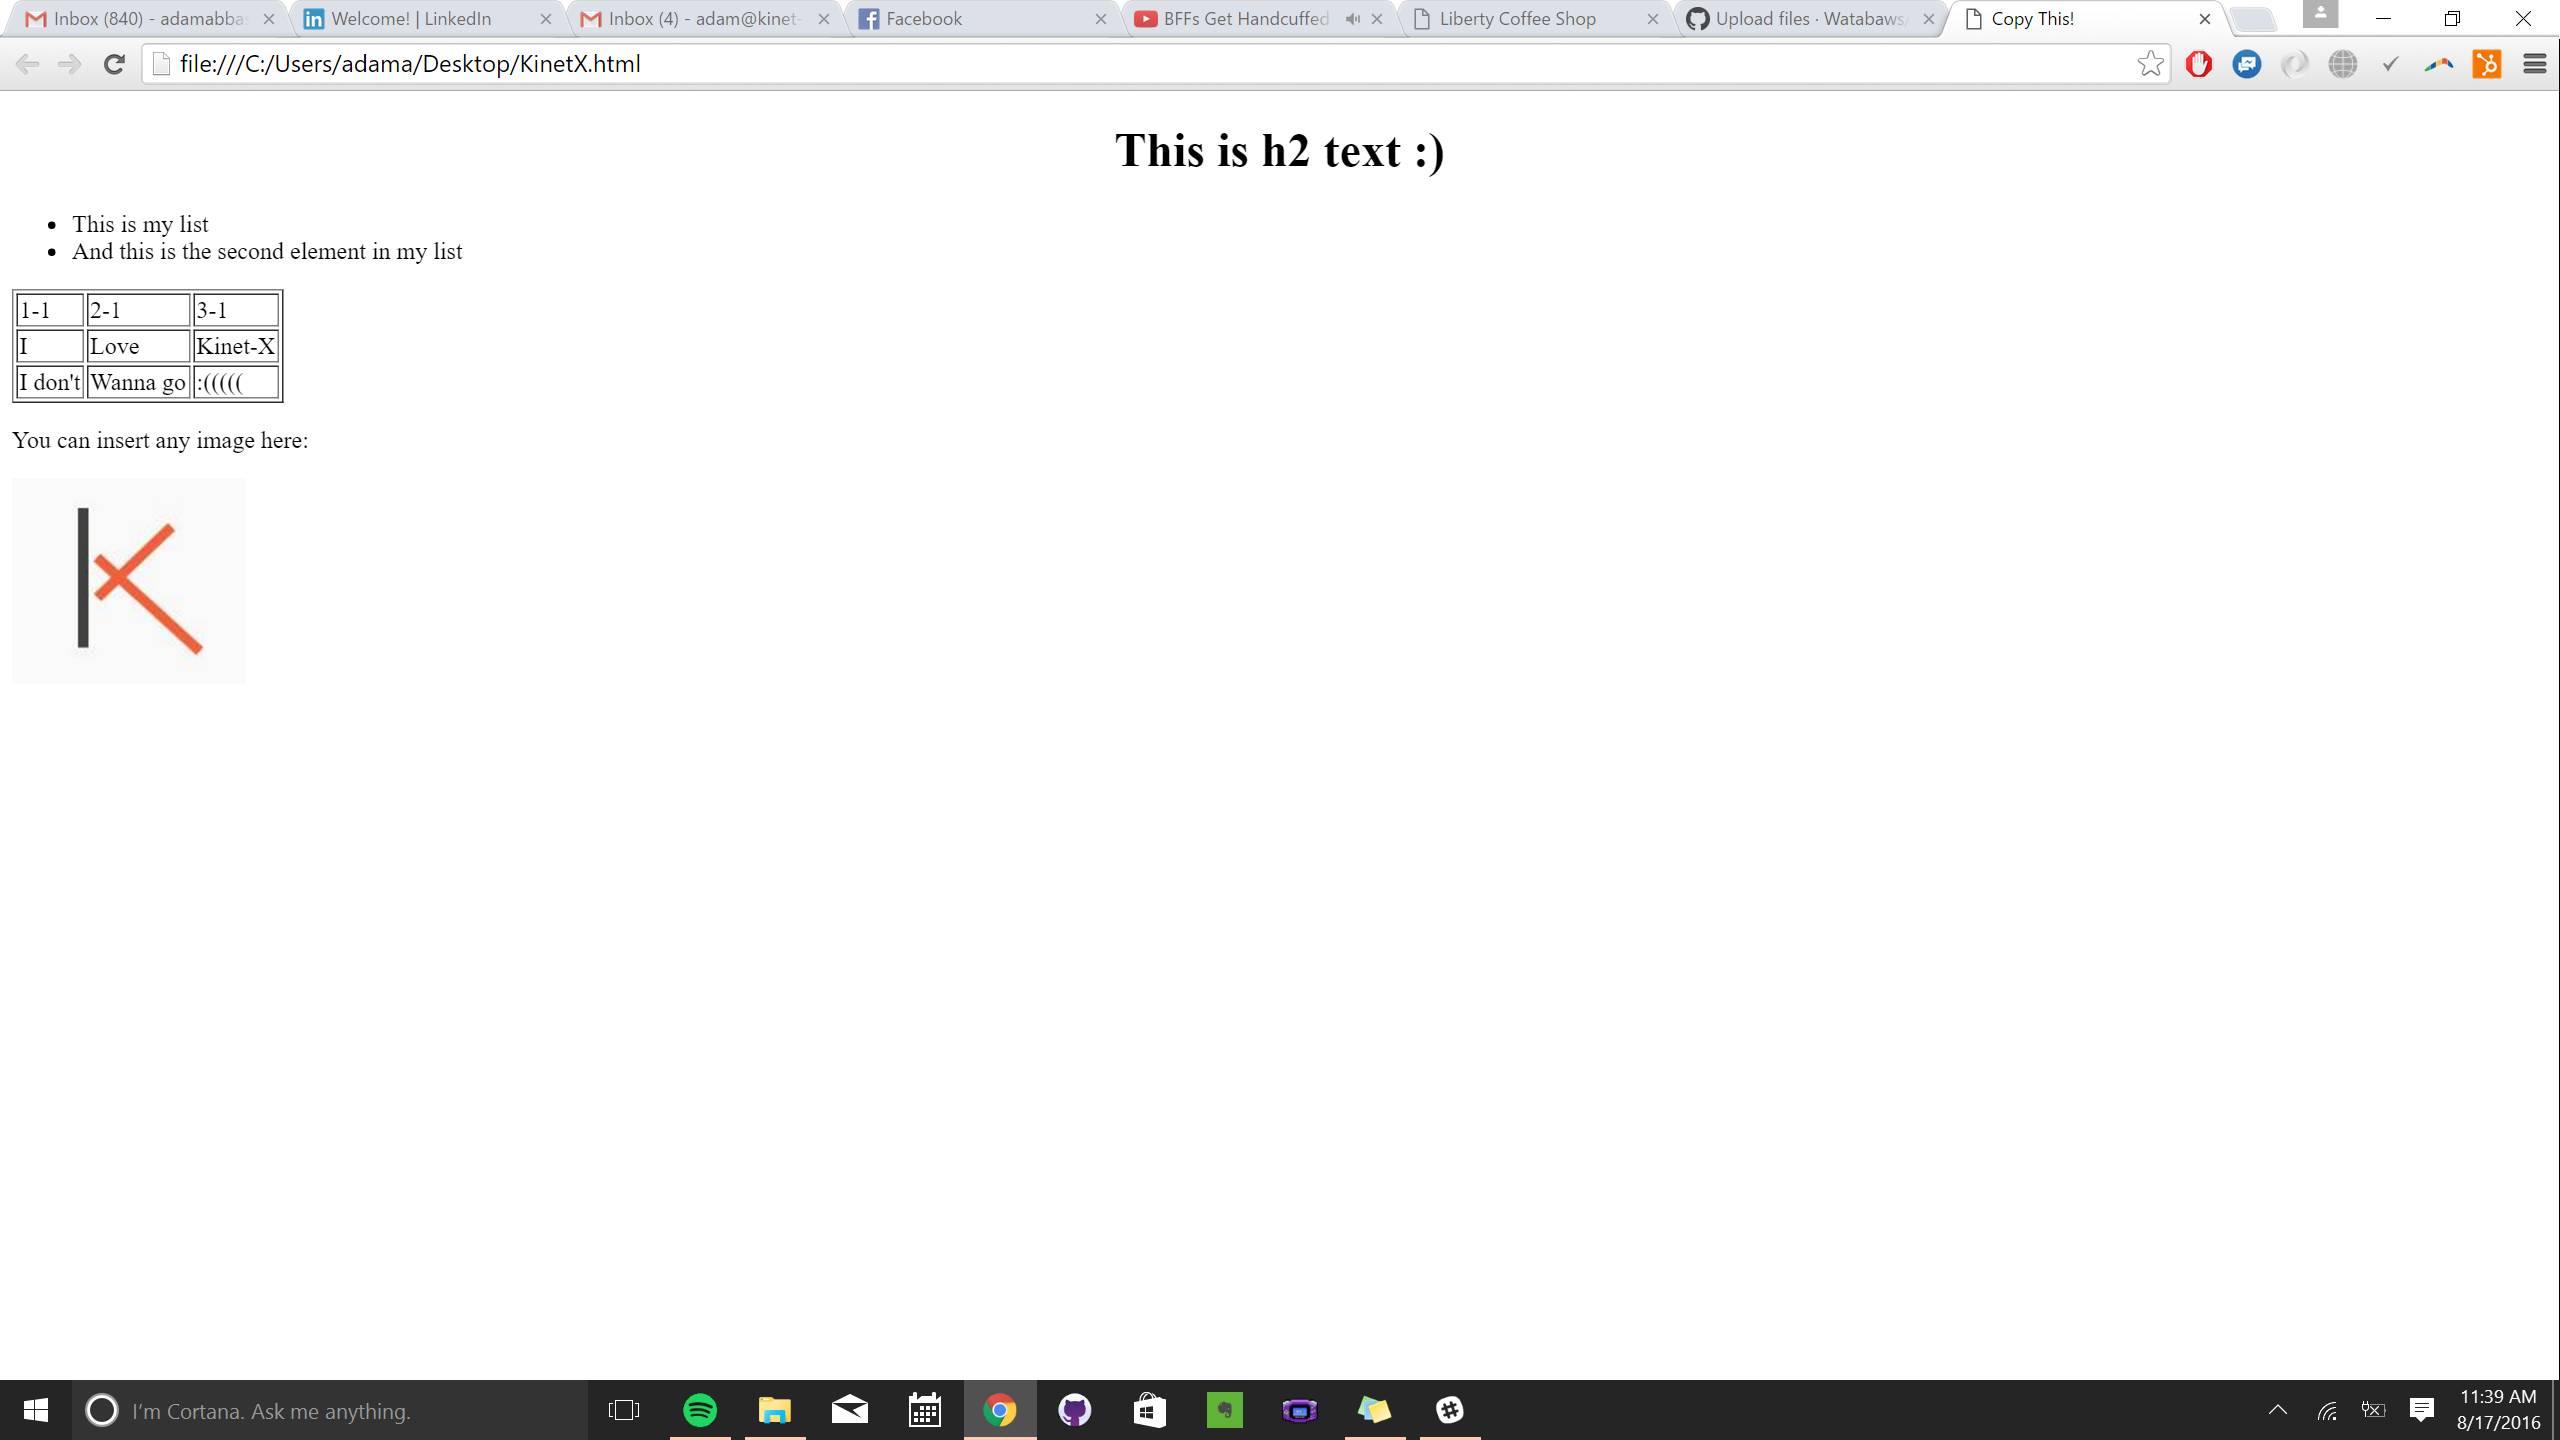 Inbox (840) - adamabba
Welcome! | LinkedIn
Inbox (4) - adam@kinet-
Facebook
BFFs Get Handcuffed
Liberty Coffee Shop
Upload files · Watabaws/
Copy This!
file:///C:/Users/adama/Desktop/KinetX.html
This is h2 text :)
• This is my list
• And this is the second element in my list
1-1 2-1 3-1
I Love Kinet-X
I don't Wanna go :(((((
You can insert any image here:
I'm Cortana. Ask me anything.
11:39 AM
8/17/2016